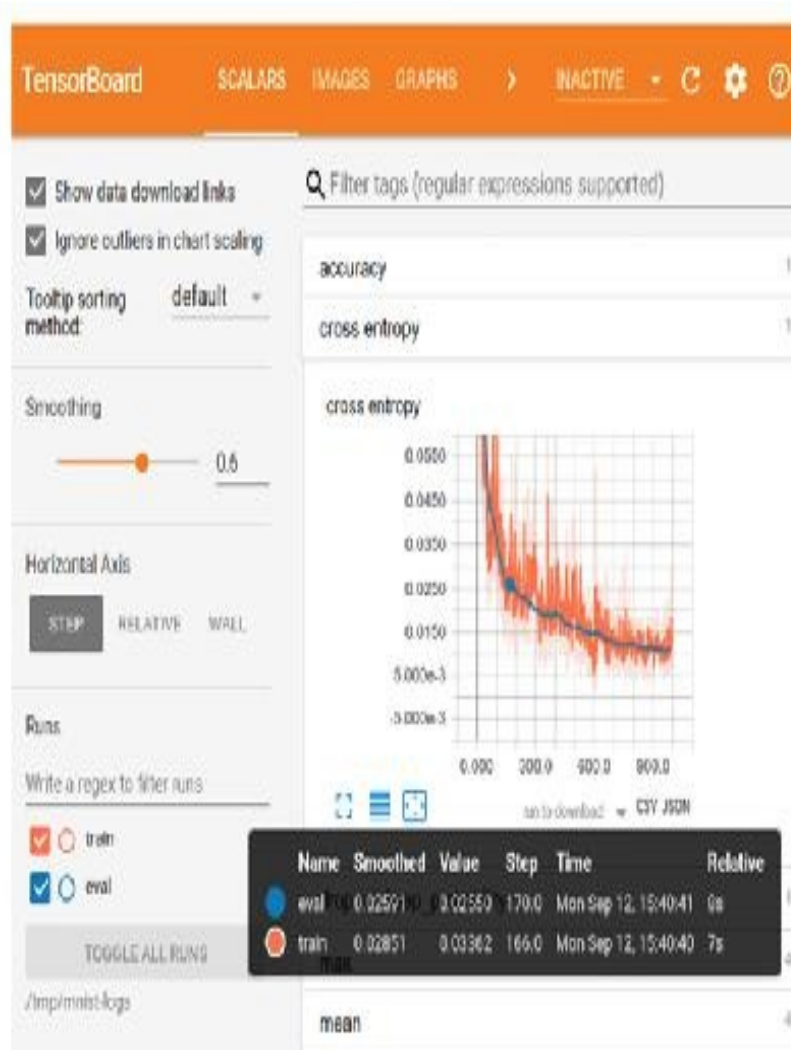 TensorBoard SCALARS IMAGES GRAPHS INACTIVE
Show data download links
Ignore outliers in chart scaling
Tooltip sorting method: default
Smoothing
0.6
Horizontal Axis
STEP RELATIVE WALL
Runs
Write a regex to filter runs
train
eval
TOGGLE ALL RUNS
/tmp/mnist-logs
Filter tags (regular expressions supported)
accuracy
cross entropy
cross entropy
0.0550
0.0450
0.0350
0.0250
0.0150
5.000e-3
-5.000e-3
0.000 300.0 600.0 900.0
run to download CSV JSON
Name Smoothed Value Step Time Relative
eval 0.02591 0.02550 170.0 Mon Sep 12, 15:40:41 8s
train 0.02851 0.03362 166.0 Mon Sep 12, 15:40:40 7s
max
mean